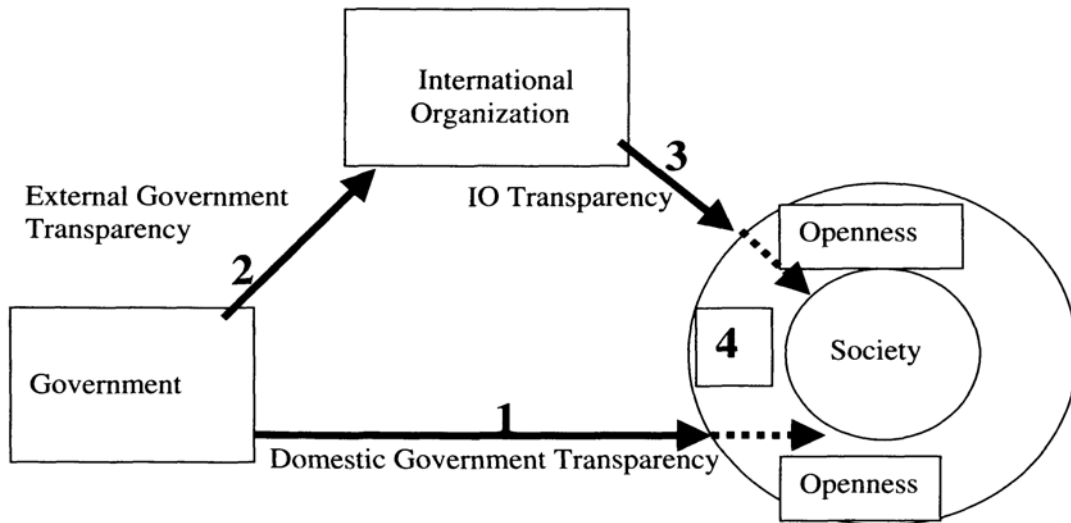 International
Organization
3
External Government
Transparency
IO Transparency
Openness
2
4
Society
Government
1
Domestic Government Transparency
Openness